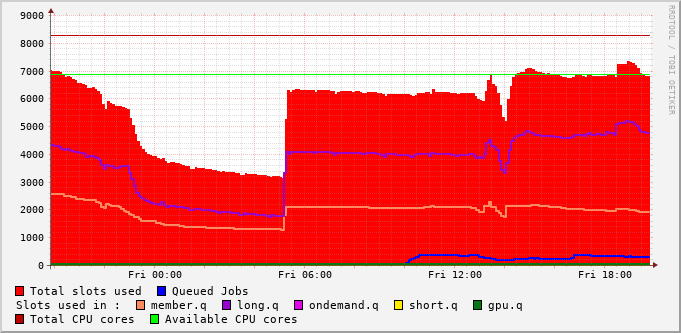 9000
8000
7000
6000
5000
4000
3000
2000
1000
0
Fri 00:00 Fri 06:00 Fri 12:00 Fri 18:00
RRDTOOL / TOBI OETIKER
Total slots used Queued Jobs
Slots used in : member.q long.q ondemand.q short.q gpu.q
Total CPU cores Available CPU cores